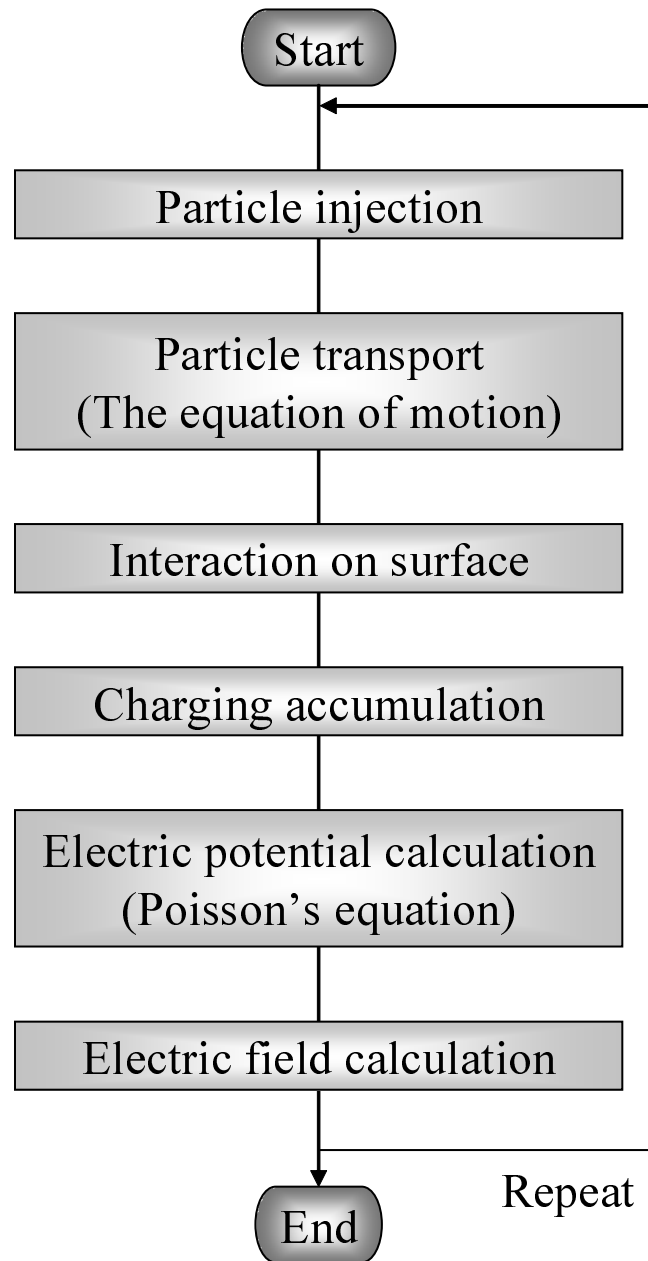 Start
Particle injection
Particle transport
(The equation of motion)
Interaction on surface
Charging accumulation
Electric potential calculation
(Poisson’s equation)
Electric field calculation
Repeat
End